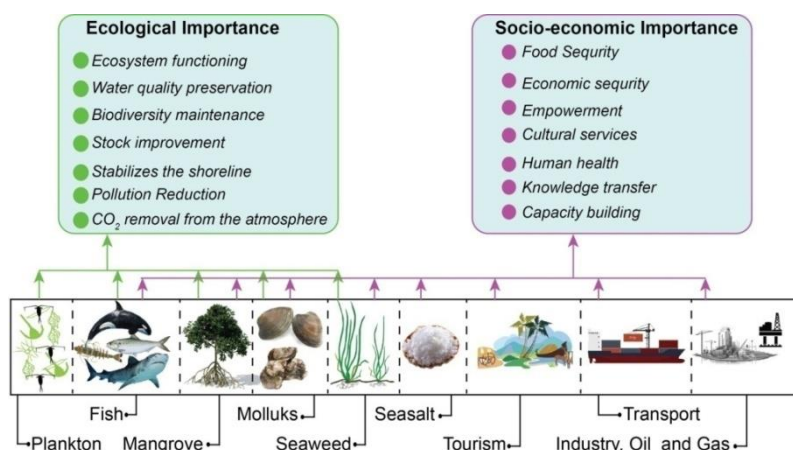 Ecological Importance
Ecosystem functioning
Water quality preservation
Biodiversity maintenance
Stock improvement
Stabilizes the shoreline
Pollution Reduction
CO₂ removal from the atmosphere
Socio-economic Importance
Food Sequrity
Economic sequrity
Empowerment
Cultural services
Human health
Knowledge transfer
Capacity building
Fish
Molluks
Seasalt
Transport
Plankton
Mangrove
Seaweed
Tourism
Industry, Oil and Gas